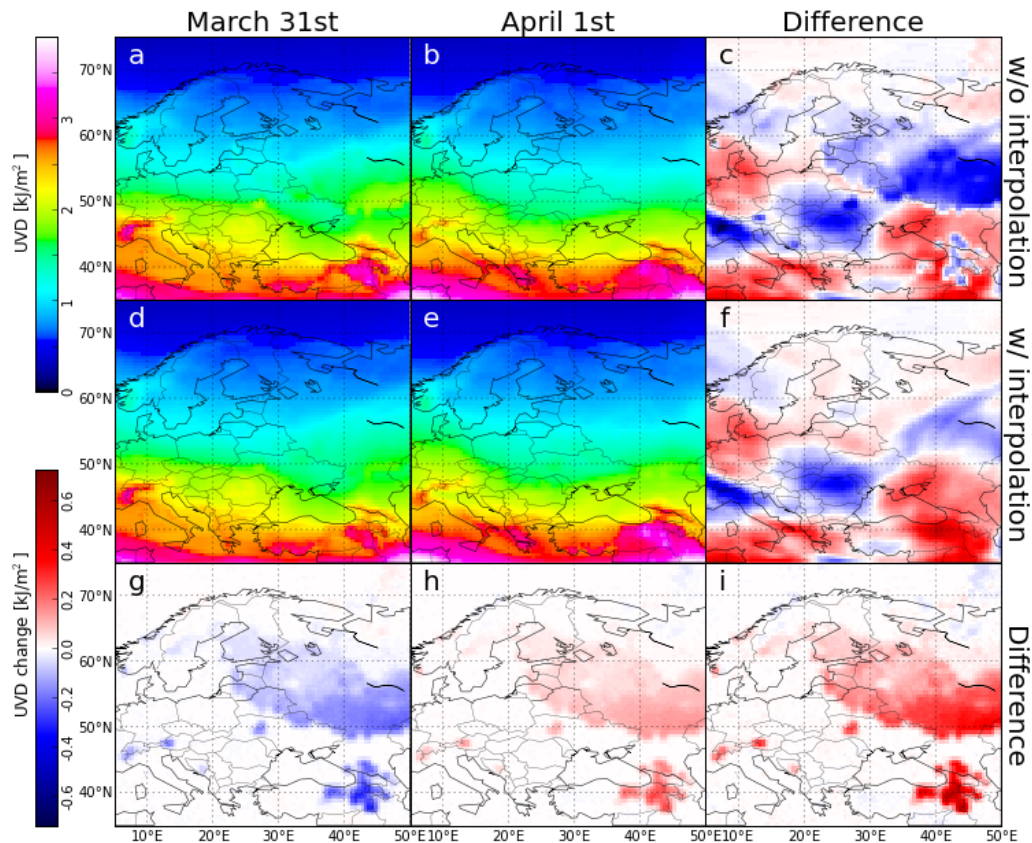 March 31st April 1st Difference
a b c
70°N
60°N
50°N
40°N
w/o interpolation
UVD [kJ/m²]
3
2
1
0
d e f
70°N
60°N
50°N
40°N
w/ interpolation
UVD change [kJ/m²]
0.6
0.4
0.2
0.0
-0.2
-0.4
-0.6
g h i
70°N
60°N
50°N
40°N
Difference
10°E 20°E 30°E 40°E 50°E 10°E 20°E 30°E 40°E 50°E 10°E 20°E 30°E 40°E 50°E